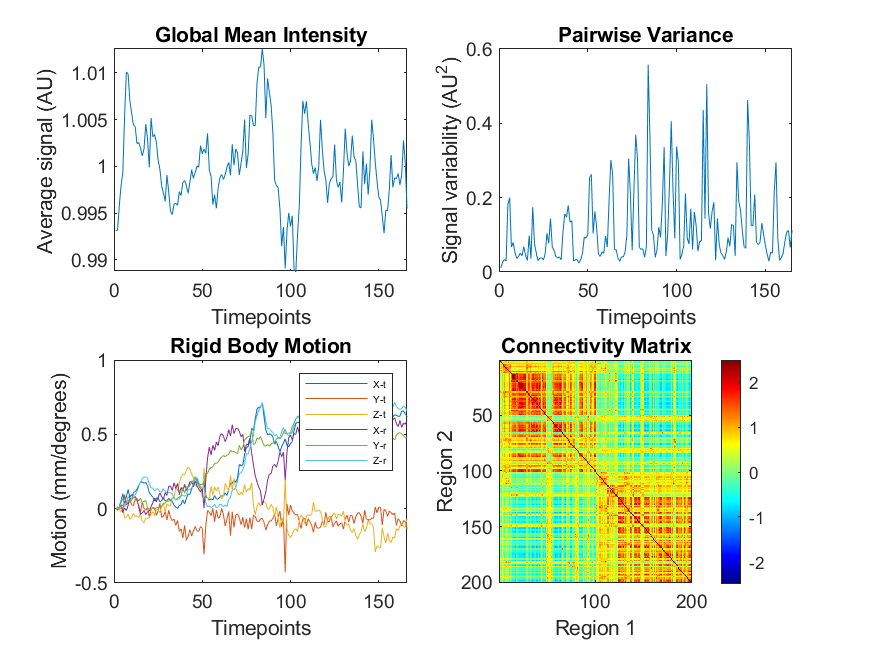 Global Mean Intensity
Average signal (AU)
1.01
1.005
1
0.995
0.99
0 50 100 150
Timepoints
Pairwise Variance
Signal variability (AU²)
0.6
0.4
0.2
0
0 50 100 150
Timepoints
Rigid Body Motion
Motion (mm/degrees)
1
0.5
0
-0.5
X-t
Y-t
Z-t
X-r
Y-r
Z-r
0 50 100 150
Timepoints
Connectivity Matrix
Region 2
50
100
150
200
100 200
Region 1
2
1
0
-1
-2